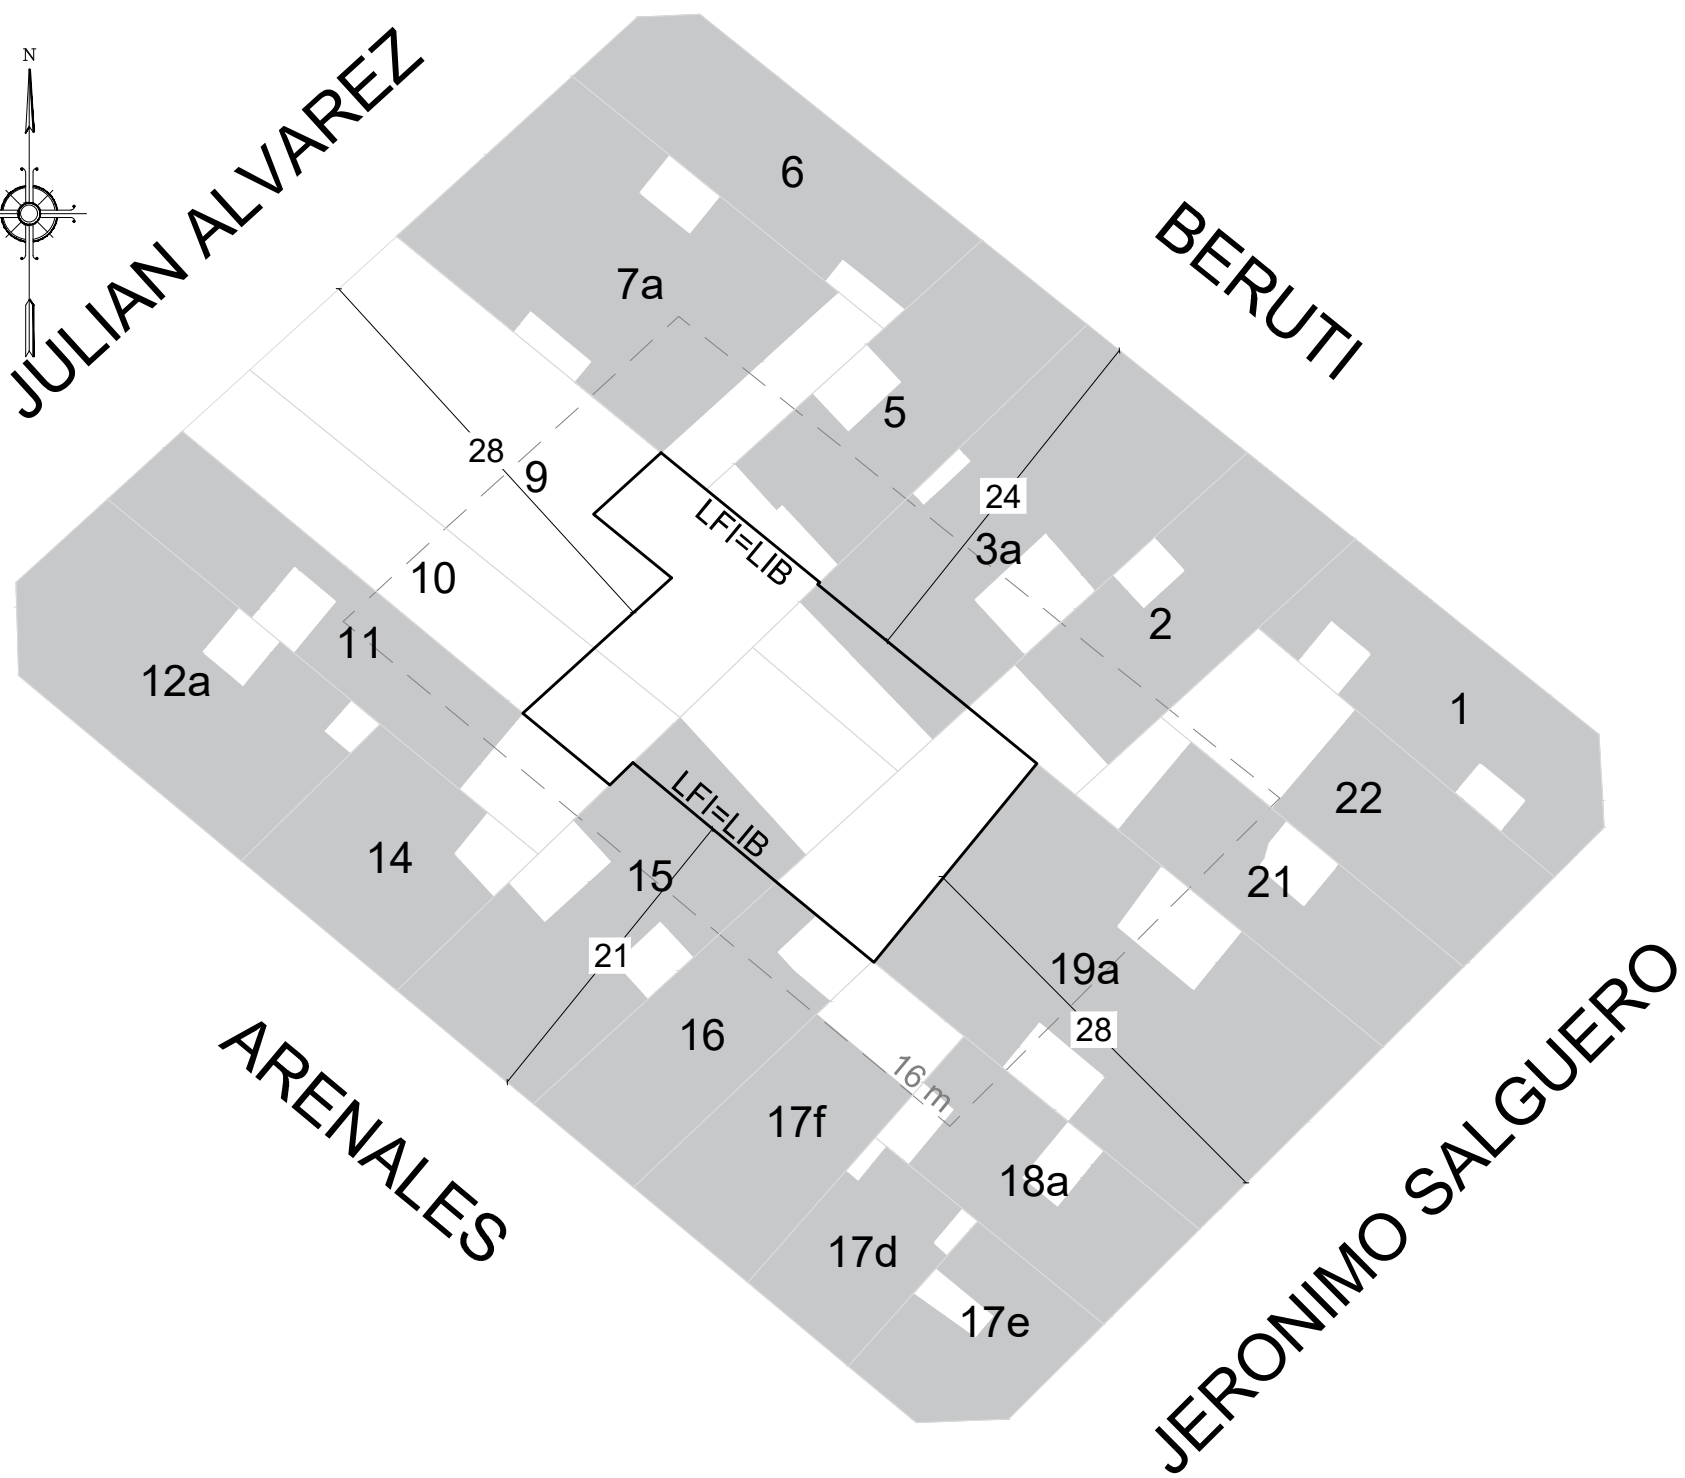 N
JULIAN ALVAREZ
6
BERUTI
7a
5
28
9
24
LFI=LIB
3a
10
2
11
12a
1
LFI=LIB
22
14
15
21
21
19a
28
16
16 m
17f
18a
ARENALES
17d
17e
JERONIMO SALGUERO